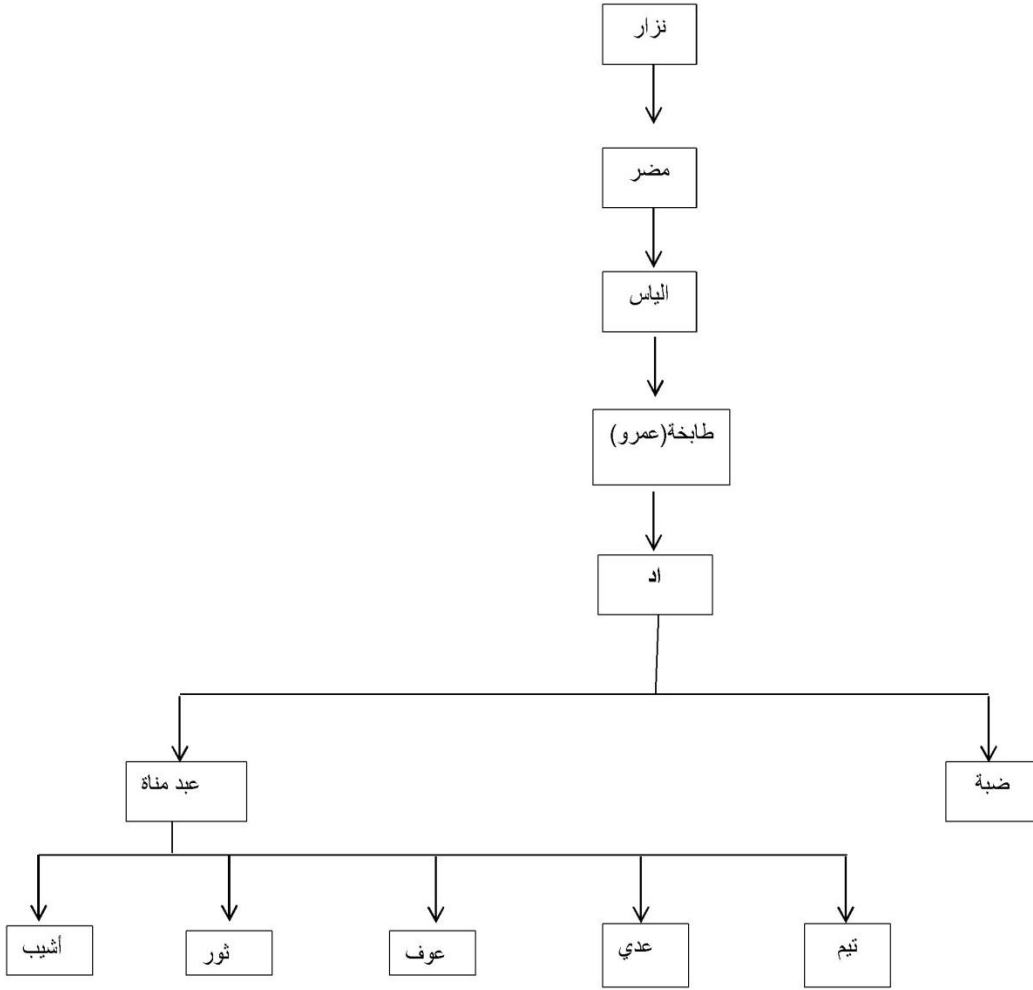 نزار
مضر
الياس
طابخة(عمرو)
اد
ضبة
عبد مناة
تيم
عدي
عوف
ثور
أشيب